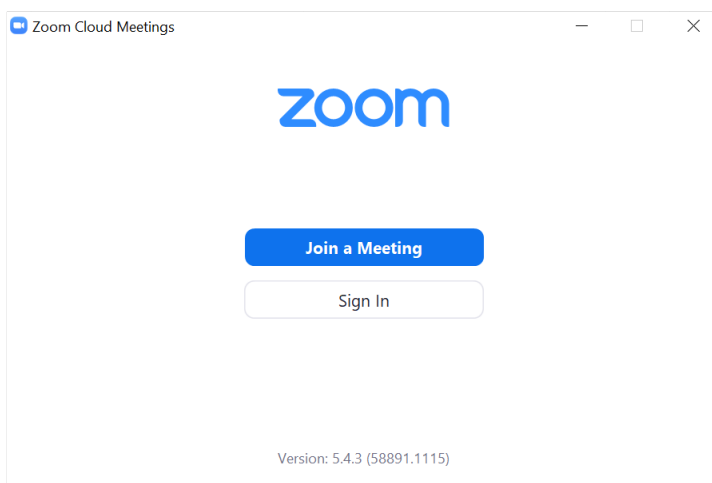 Zoom Cloud Meetings
zoom
Join a Meeting
Sign In
Version: 5.4.3 (58891.1115)